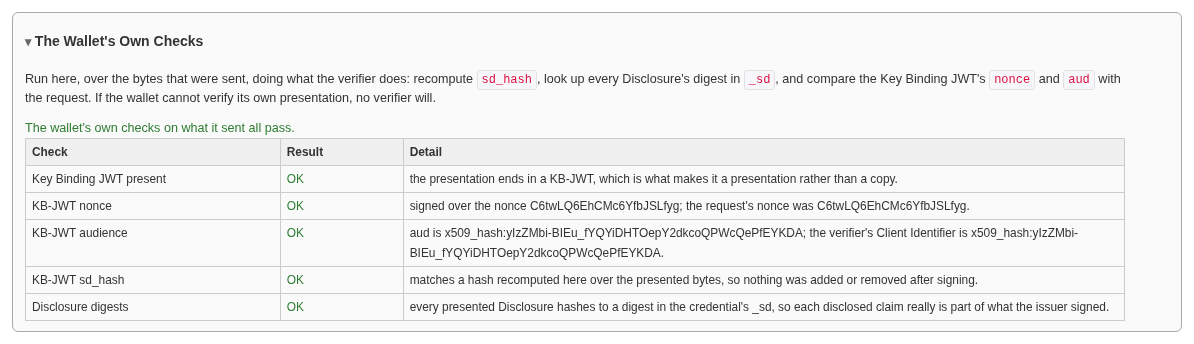 ▾ The Wallet's Own Checks
Run here, over the bytes that were sent, doing what the verifier does: recompute sd_hash, look up every Disclosure's digest in _sd, and compare the Key Binding JWT's nonce and aud with
the request. If the wallet cannot verify its own presentation, no verifier will.
The wallet's own checks on what it sent all pass.
Check Result Detail
Key Binding JWT present OK the presentation ends in a KB-JWT, which is what makes it a presentation rather than a copy.
KB-JWT nonce OK signed over the nonce C6twLQ6EhCMc6YfbJSLfyg; the request's nonce was C6twLQ6EhCMc6YfbJSLfyg.
KB-JWT audience OK aud is x509_hash:yIzZMbi-BIEu_fYQYiDHTOepY2dkcoQPWcQePfEYKDA; the verifier's Client Identifier is x509_hash:yIzZMbi-
BIEu_fYQYiDHTOepY2dkcoQPWcQePfEYKDA.
KB-JWT sd_hash OK matches a hash recomputed here over the presented bytes, so nothing was added or removed after signing.
Disclosure digests OK every presented Disclosure hashes to a digest in the credential's _sd, so each disclosed claim really is part of what the issuer signed.